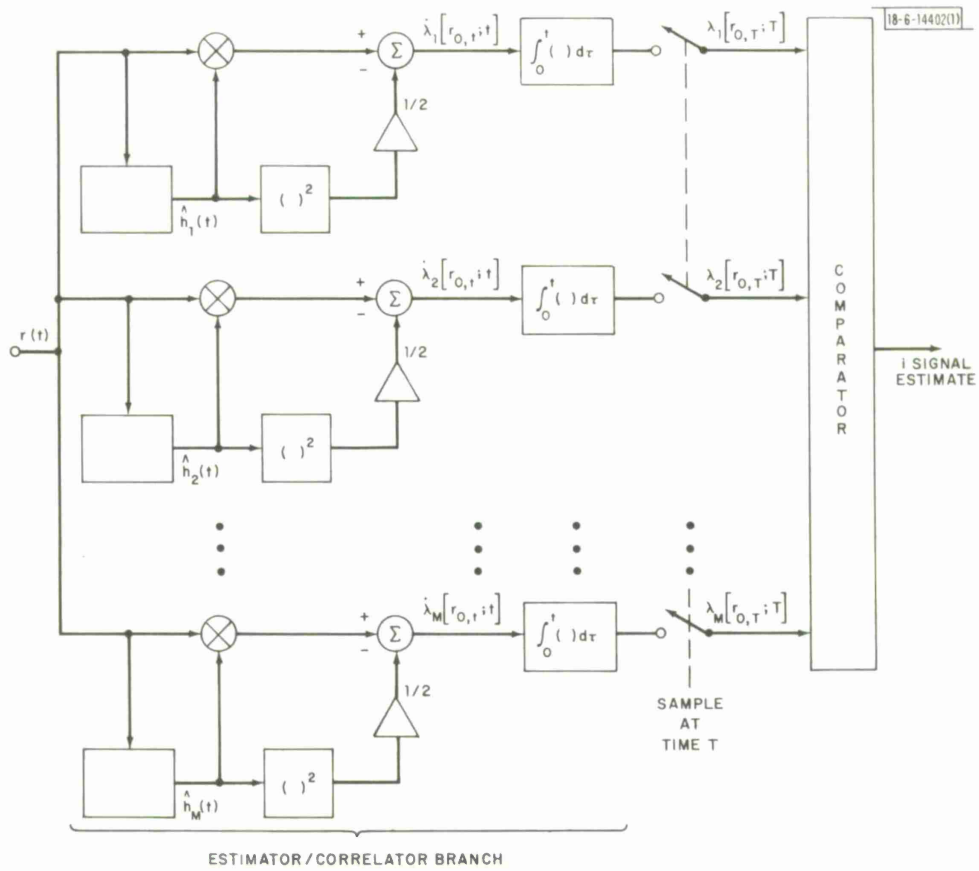 18-6-14402(1)
+
−
Σ
λ̇₁[r₀,ₜ;t]
∫₀ᵗ ( ) dτ
λ₁[r₀,T;T]
1/2
ĥ₁(t)
( )²
+
−
Σ
λ̇₂[r₀,ₜ;t]
∫₀ᵗ ( ) dτ
λ₂[r₀,T;T]
r(t)
1/2
ĥ₂(t)
( )²
COMPARATOR
i SIGNAL
ESTIMATE
+
−
Σ
λ̇M[r₀,ₜ;t]
∫₀ᵗ ( ) dτ
λM[r₀,T;T]
1/2
ĥM(t)
( )²
SAMPLE
AT
TIME T
ESTIMATOR/CORRELATOR BRANCH